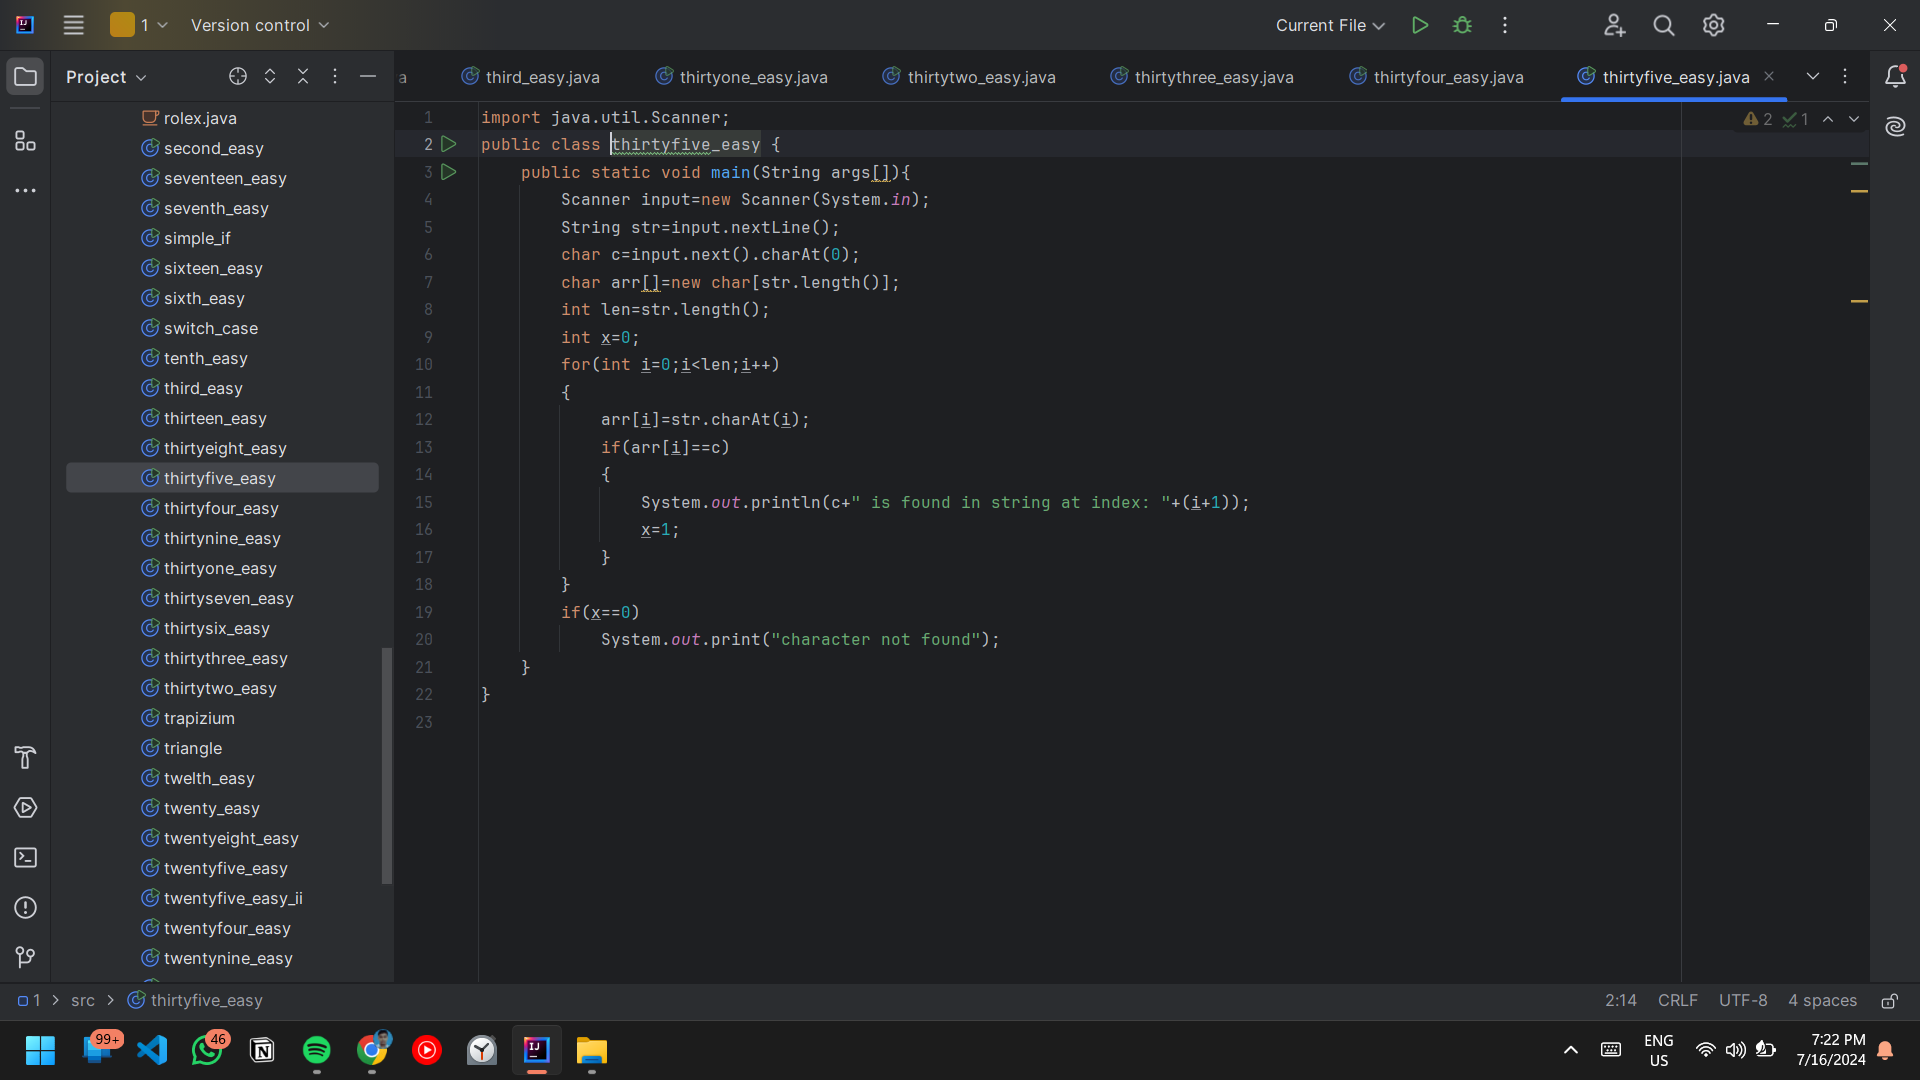 1
Version control
Current File
Project
a
third_easy.java
thirtyone_easy.java
thirtytwo_easy.java
thirtythree_easy.java
thirtyfour_easy.java
thirtyfive_easy.java
rolex.java
second_easy
seventeen_easy
seventh_easy
simple_if
sixteen_easy
sixth_easy
switch_case
tenth_easy
third_easy
thirteen_easy
thirtyeight_easy
thirtyfive_easy
thirtyfour_easy
thirtynine_easy
thirtyone_easy
thirtyseven_easy
thirtysix_easy
thirtythree_easy
thirtytwo_easy
trapizium
triangle
twelth_easy
twenty_easy
twentyeight_easy
twentyfive_easy
twentyfive_easy_ii
twentyfour_easy
twentynine_easy
2 1
1 import java.util.Scanner;
2 public class thirtyfive_easy {
3     public static void main(String args[]){
4         Scanner input=new Scanner(System.in);
5         String str=input.nextLine();
6         char c=input.next().charAt(0);
7         char arr[]=new char[str.length()];
8         int len=str.length();
9         int x=0;
10         for(int i=0;i<len;i++)
11         {
12             arr[i]=str.charAt(i);
13             if(arr[i]==c)
14             {
15                 System.out.println(c+" is found in string at index: "+(i+1));
16                 x=1;
17             }
18         }
19         if(x==0)
20             System.out.print("character not found");
21     }
22 }
23
1 > src > thirtyfive_easy
2:14 CRLF UTF-8 4 spaces
99+
46
N
IJ
ENG
US
7:22 PM
7/16/2024